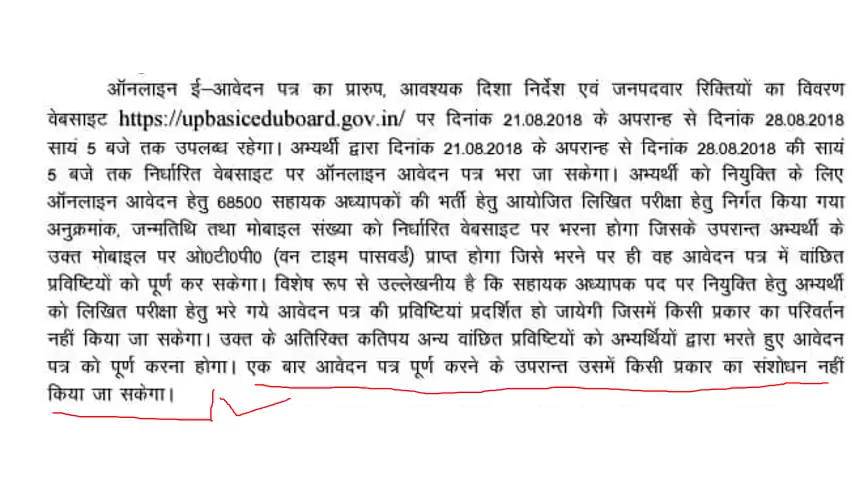 ऑनलाइन ई–आवेदन पत्र का प्रारुप, आवश्यक दिशा निर्देश एवं जनपदवार रिक्तियों का विवरण
वेबसाइट https://upbasiceduboard.gov.in/ पर दिनांक 21.08.2018 के अपरान्ह से दिनांक 28.08.2018
सायं 5 बजे तक उपलब्ध रहेगा। अभ्यर्थी द्वारा दिनांक 21.08.2018 के अपरान्ह से दिनांक 28.08.2018 की सायं
5 बजे तक निर्धारित वेबसाइट पर ऑनलाइन आवेदन पत्र भरा जा सकेगा। अभ्यर्थी को नियुक्ति के लिए
ऑनलाइन आवेदन हेतु 68500 सहायक अध्यापकों की भर्ती हेतु आयोजित लिखित परीक्षा हेतु निर्गत किया गया
अनुक्रमांक, जन्मतिथि तथा मोबाइल संख्या को निर्धारित वेबसाइट पर भरना होगा जिसके उपरान्त अभ्यर्थी के
उक्त मोबाइल पर ओ0टी0पी0 (वन टाइम पासवर्ड) प्राप्त होगा जिसे भरने पर ही वह आवेदन पत्र में वांछित
प्रविष्टियों को पूर्ण कर सकेगा। विशेष रूप से उल्लेखनीय है कि सहायक अध्यापक पद पर नियुक्ति हेतु अभ्यर्थी
को लिखित परीक्षा हेतु भरे गये आवेदन पत्र की प्रविष्टियां प्रदर्शित हो जायेगी जिसमें किसी प्रकार का परिवर्तन
नहीं किया जा सकेगा। उक्त के अतिरिक्त कतिपय अन्य वांछित प्रविष्टियों को अभ्यर्थियों द्वारा भरते हुए आवेदन
पत्र को पूर्ण करना होगा। एक बार आवेदन पत्र पूर्ण करने के उपरान्त उसमें किसी प्रकार का संशोधन नहीं
किया जा सकेगा।